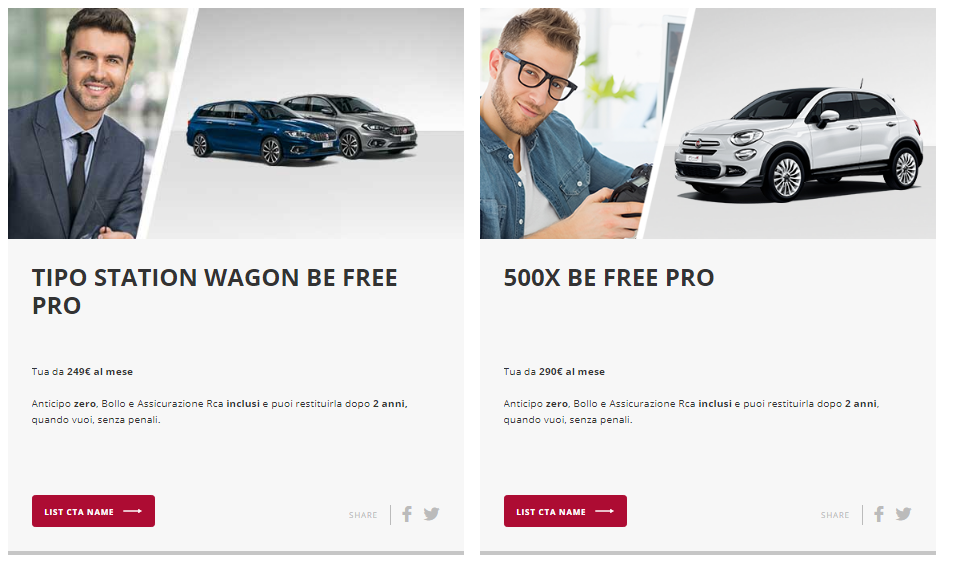 TIPO STATION WAGON BE FREE
PRO
Tua da 249€ al mese
Anticipo zero, Bollo e Assicurazione Rca inclusi e puoi restituirla dopo 2 anni,
quando vuoi, senza penali.
LIST CTA NAME
SHARE
500X BE FREE PRO
Tua da 290€ al mese
Anticipo zero, Bollo e Assicurazione Rca inclusi e puoi restituirla dopo 2 anni,
quando vuoi, senza penali.
LIST CTA NAME
SHARE